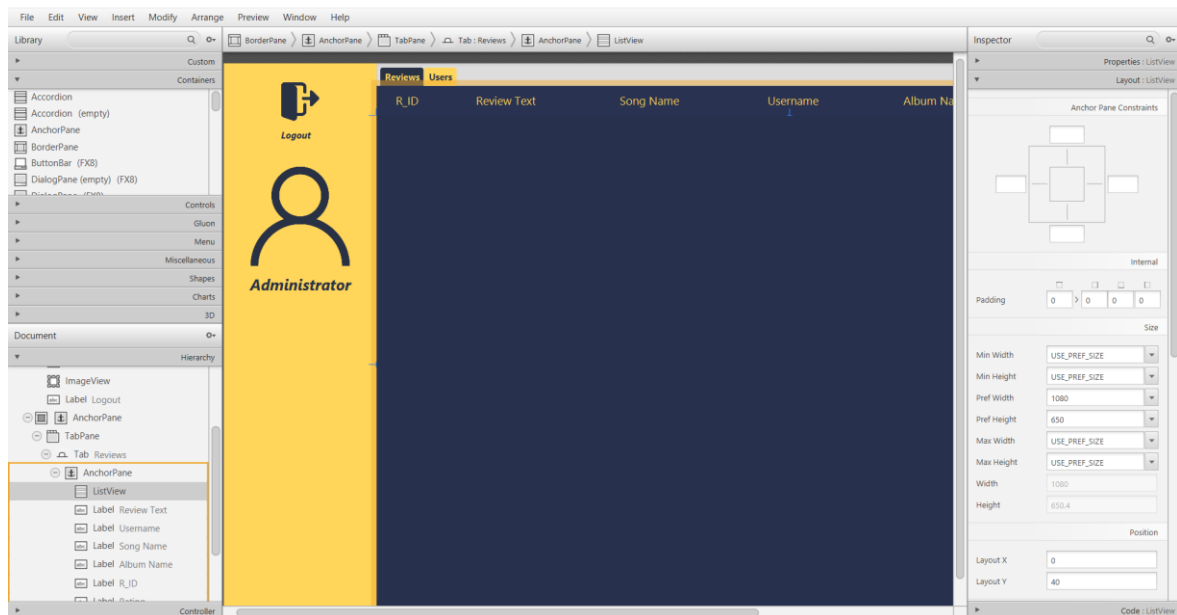 File Edit View Insert Modify Arrange Preview Window Help
Library
BorderPane AnchorPane TabPane Tab : Reviews AnchorPane ListView
Inspector
Custom
Containers
Accordion
Accordion (empty)
AnchorPane
BorderPane
ButtonBar (FX8)
DialogPane (empty) (FX8)
Controls
Gluon
Menu
Miscellaneous
Shapes
Charts
3D
Document
Hierarchy
ImageView
Label Logout
AnchorPane
TabPane
Tab Reviews
AnchorPane
ListView
Label Review Text
Label Username
Label Song Name
Label Album Name
Label R_ID
Label Rating
Controller
Logout
Administrator
Reviews Users
R_ID Review Text Song Name Username Album Na
Properties : ListView
Layout : ListView
Anchor Pane Constraints
Internal
Padding 0 0 0 0
Size
Min Width USE_PREF_SIZE
Min Height USE_PREF_SIZE
Pref Width 1080
Pref Height 650
Max Width USE_PREF_SIZE
Max Height USE_PREF_SIZE
Width 1080
Height 650.4
Position
Layout X 0
Layout Y 40
Code : ListView